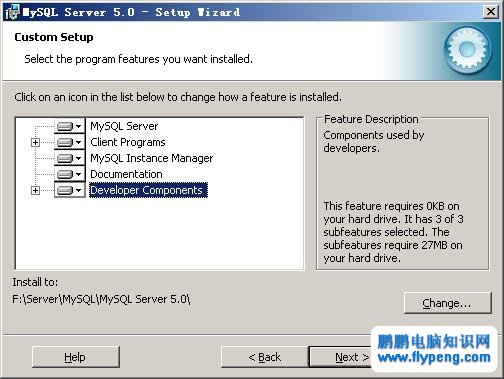 MySQL Server 5.0 - Setup Wizard
Custom Setup
Select the program features you want installed.
Click on an icon in the list below to change how a feature is installed.
MySQL Server
Client Programs
MySQL Instance Manager
Documentation
Developer Components
Feature Description
Components used by
developers.
This feature requires 0KB on
your hard drive. It has 3 of 3
subfeatures selected. The
subfeatures require 27MB on
your hard drive.
Install to:
F:\Server\MySQL\MySQL Server 5.0\
Change...
Help
< Back
Next >
鹏鹏电脑知识网
www.flypeng.com